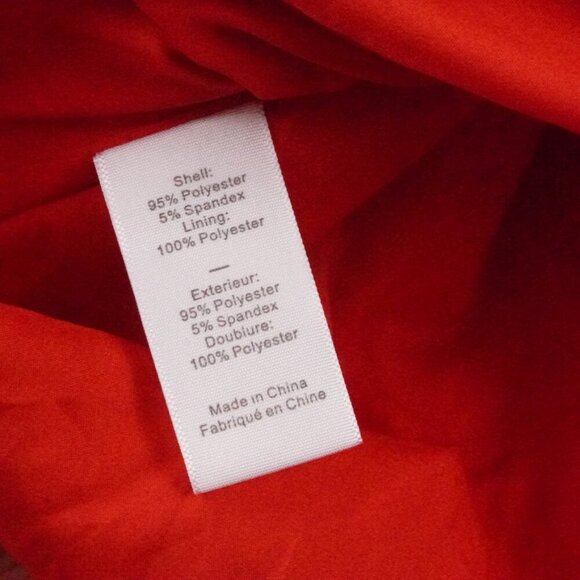 Shell:
95% Polyester
5% Spandex
Lining:
100% Polyester
—
Exterieur:
95% Polyester
5% Spandex
Doublure:
100% Polyester
Made in China
Fabriqué en Chine